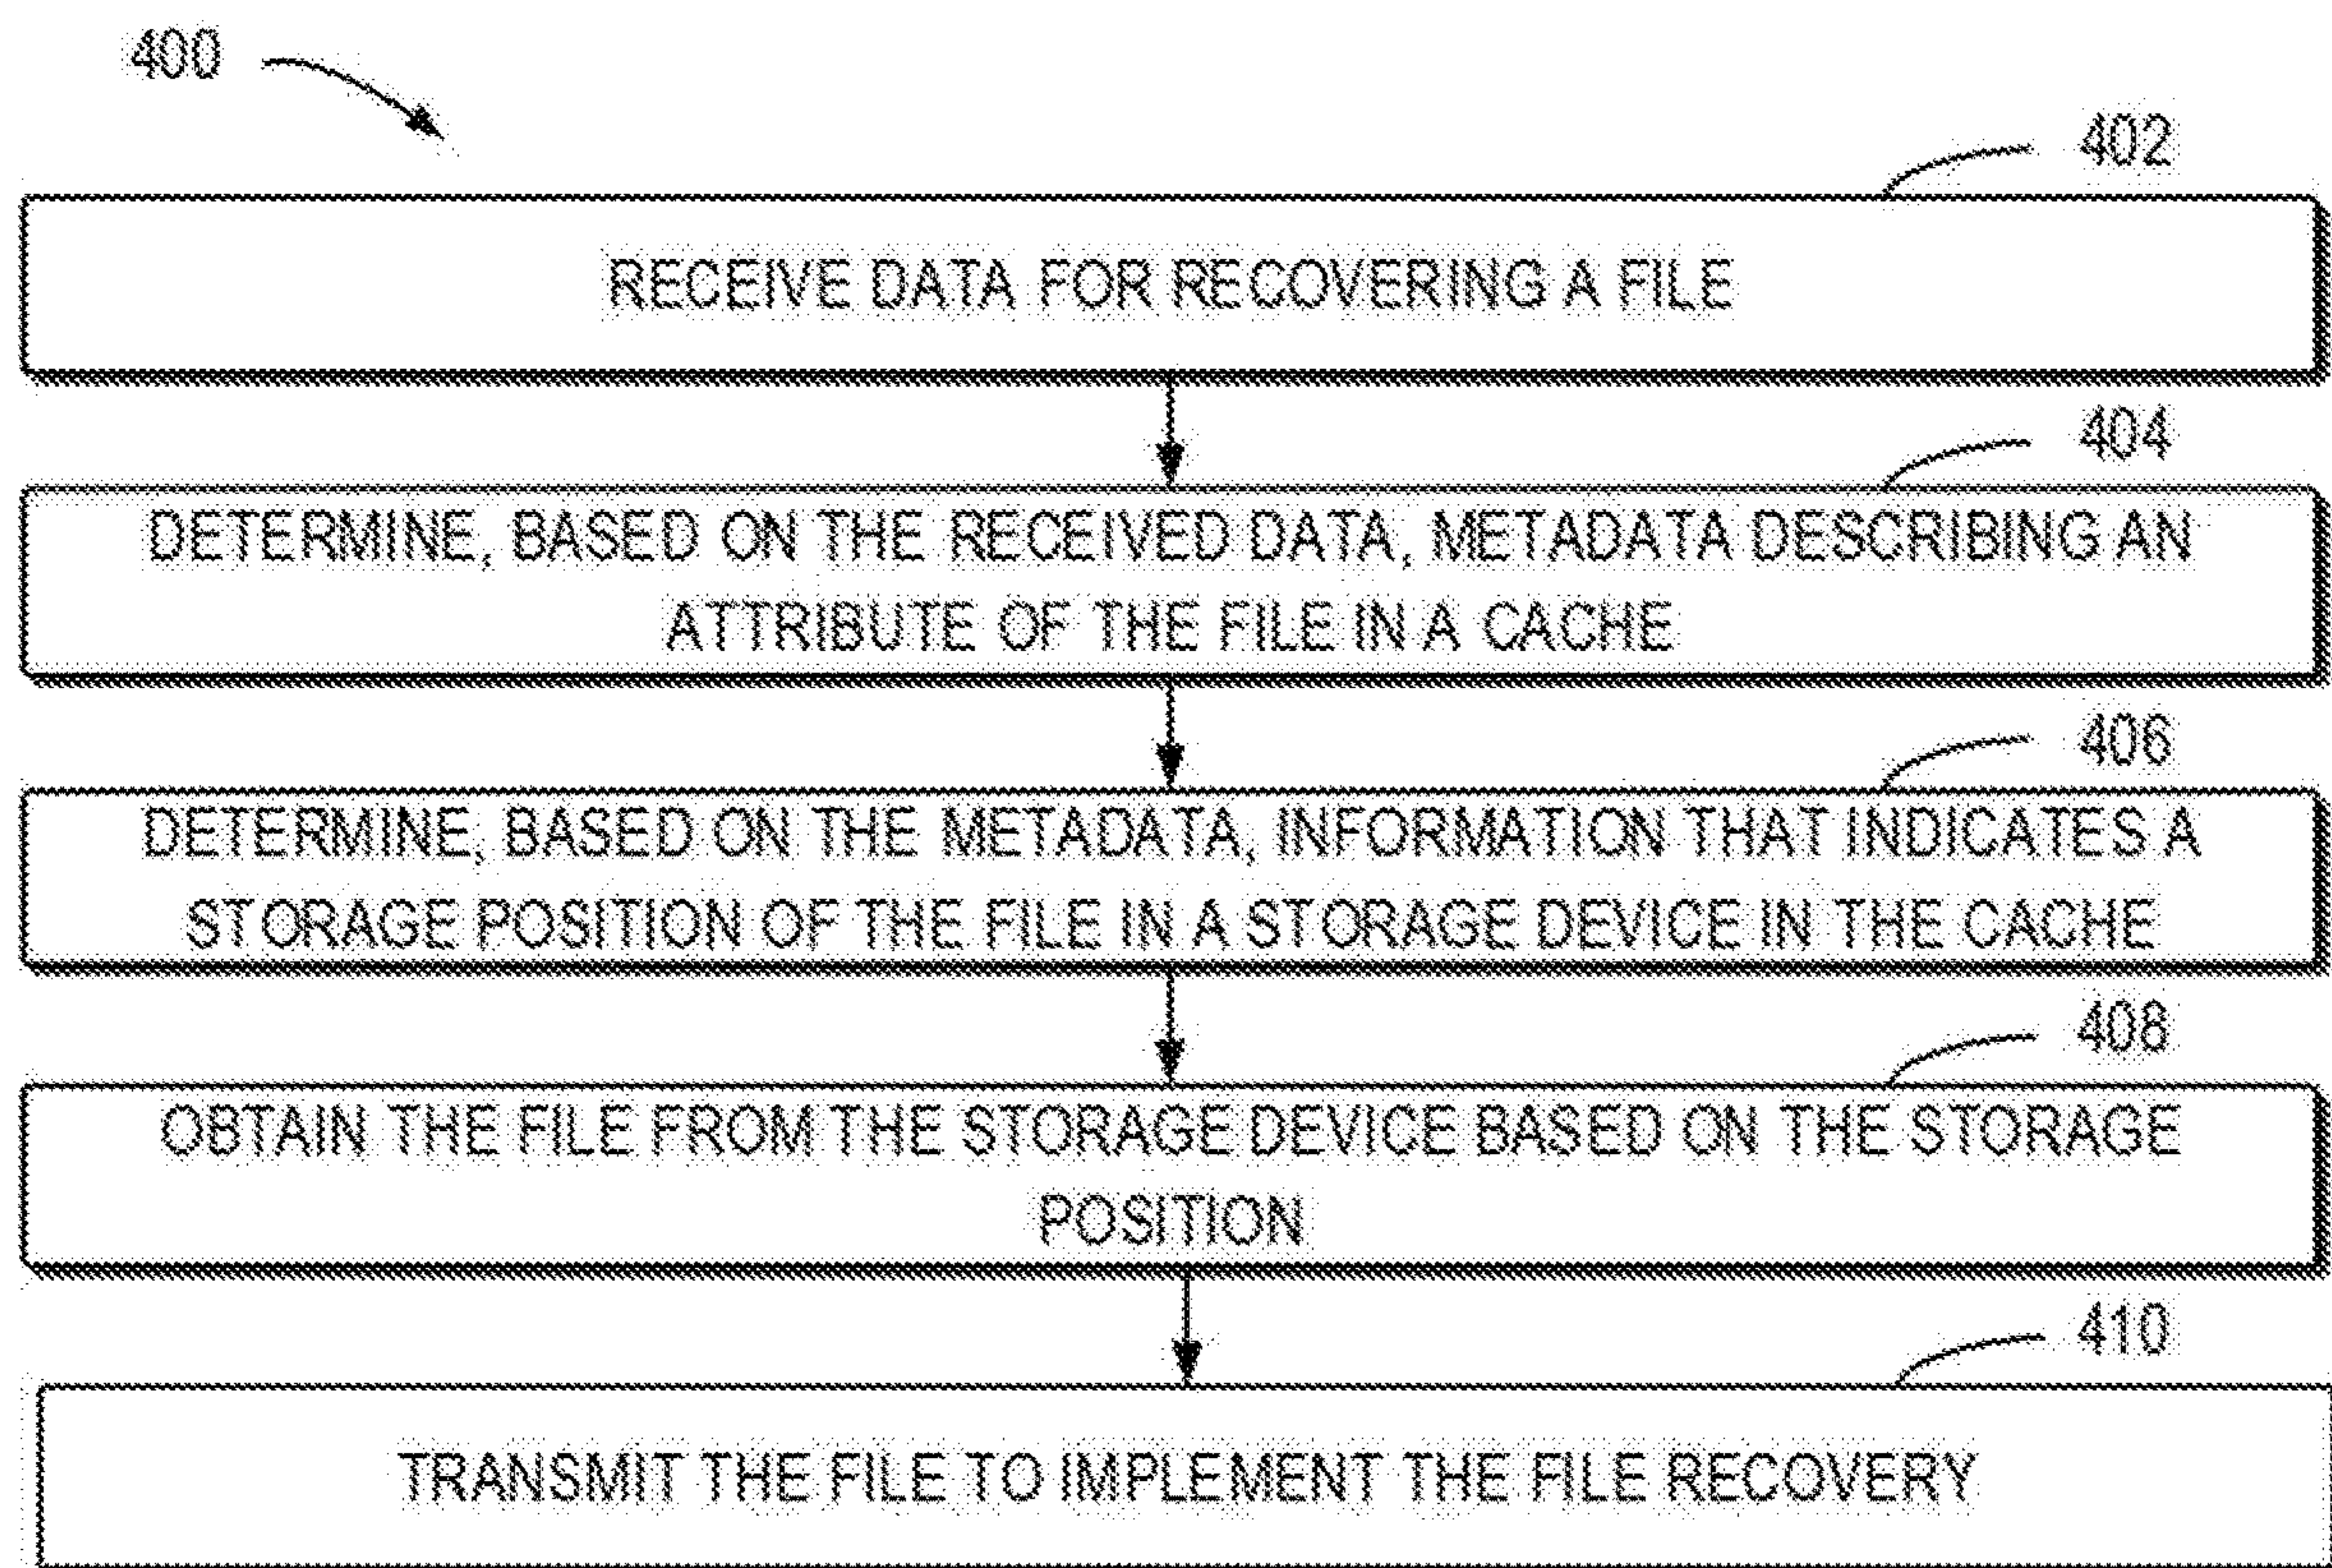 400
402
RECEIVE DATA FOR RECOVERING A FILE
404
DETERMINE, BASED ON THE RECEIVED DATA, METADATA DESCRIBING AN
ATTRIBUTE OF THE FILE IN A CACHE
406
DETERMINE, BASED ON THE METADATA, INFORMATION THAT INDICATES A
STORAGE POSITION OF THE FILE IN A STORAGE DEVICE IN THE CACHE
408
OBTAIN THE FILE FROM THE STORAGE DEVICE BASED ON THE STORAGE
POSITION
410
TRANSMIT THE FILE TO IMPLEMENT THE FILE RECOVERY